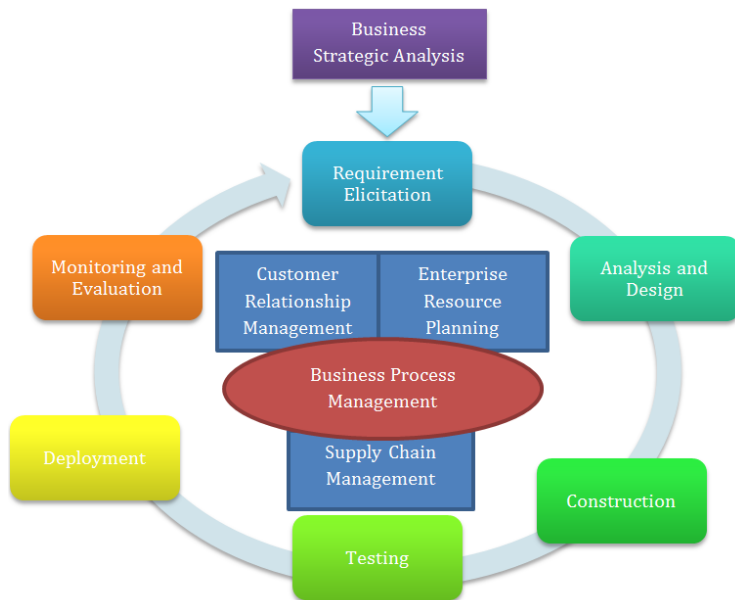 Business
Strategic Analysis
Requirement
Elicitation
Monitoring and
Evaluation
Customer
Relationship
Management
Enterprise
Resource
Planning
Analysis and
Design
Business Process
Management
Deployment
Supply Chain
Management
Construction
Testing